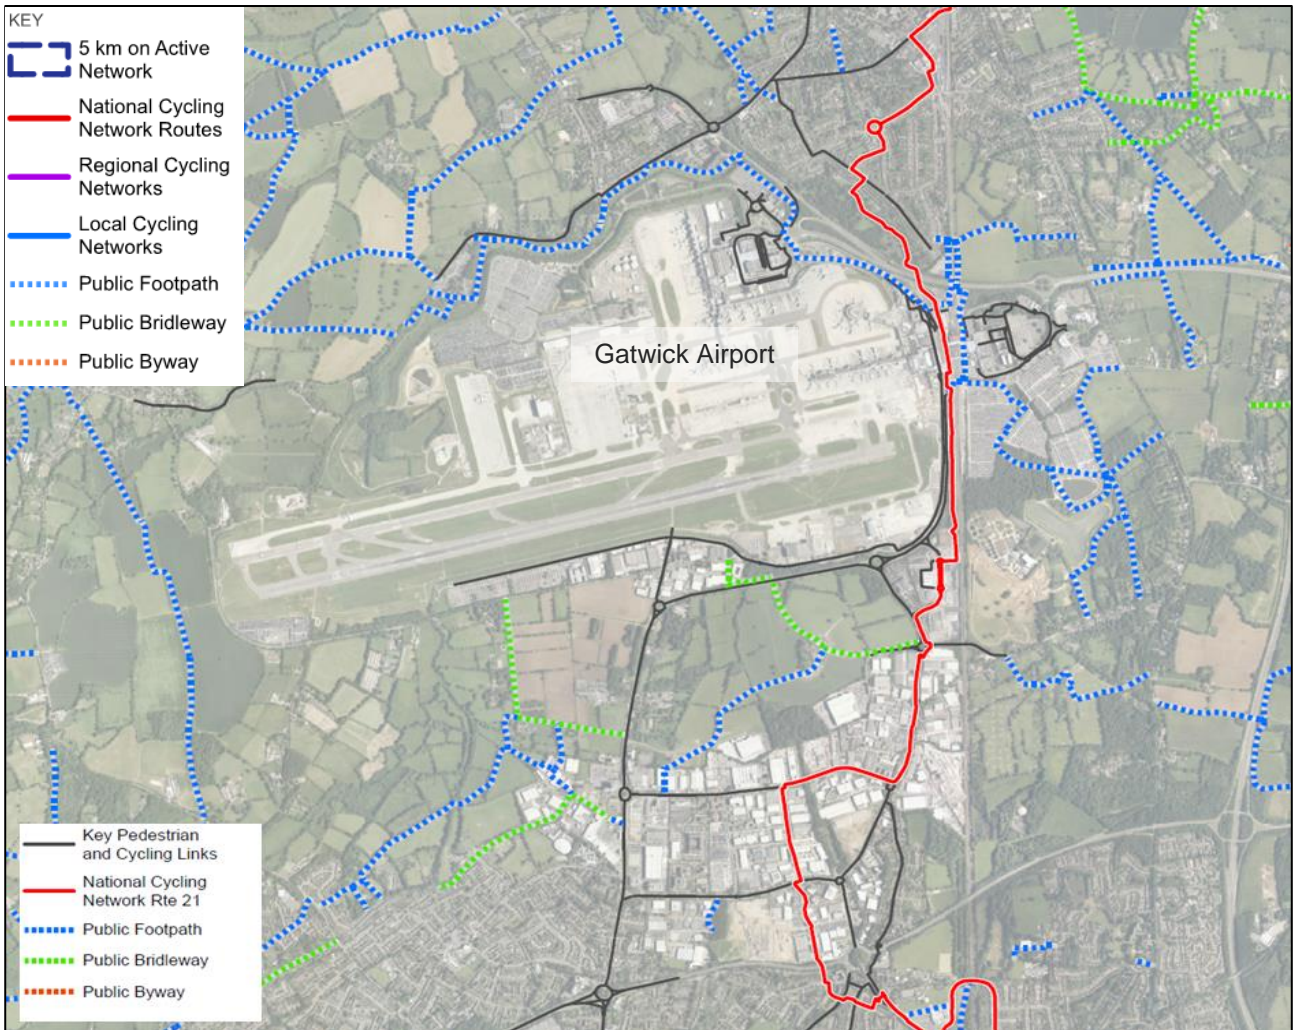 KEY
5 km on Active
Network
National Cycling
Network Routes
Regional Cycling
Networks
Local Cycling
Networks
Public Footpath
Public Bridleway
Public Byway
Gatwick Airport
Key Pedestrian
and Cycling Links
National Cycling
Network Rte 21
Public Footpath
Public Bridleway
Public Byway